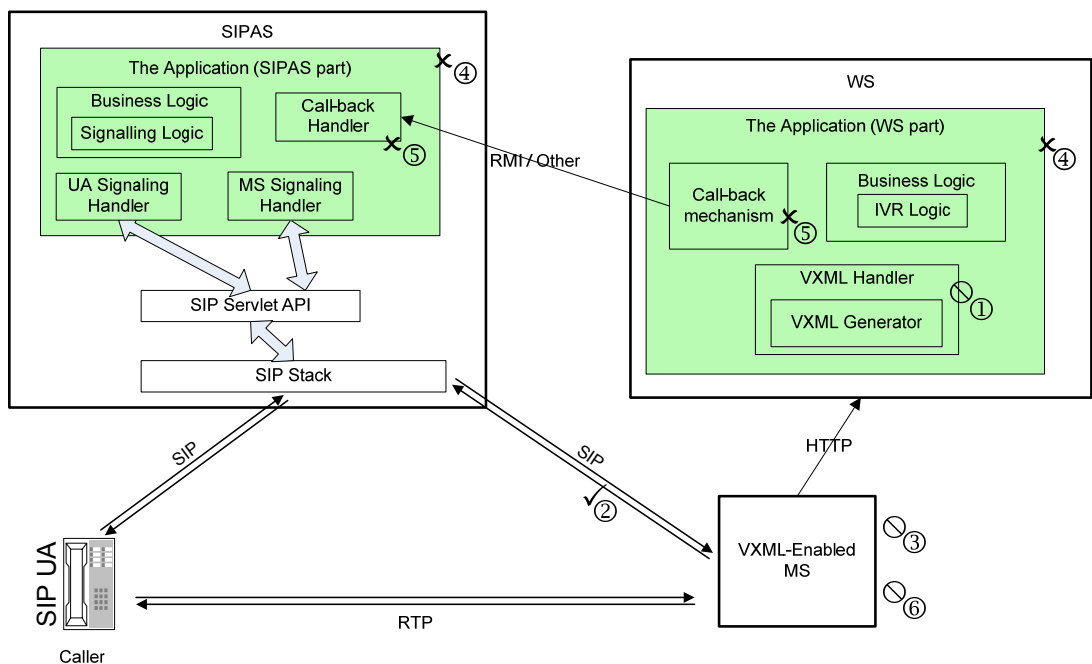 SIPAS
The Application (SIPAS part)
④
Business Logic
Signalling Logic
Call-back
Handler
⑤
UA Signaling
Handler
MS Signaling
Handler
SIP Servlet API
SIP Stack
RMI / Other
WS
The Application (WS part)
④
Call-back
mechanism
⑤
Business Logic
IVR Logic
VXML Handler
①
VXML Generator
HTTP
SIP
SIP
②
VXML-Enabled
MS
③
⑥
RTP
SIP UA
Caller